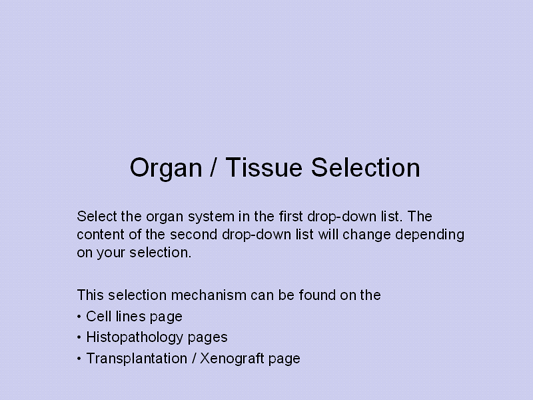 Organ / Tissue Selection
Select the organ system in the first drop-down list. The
content of the second drop-down list will change depending
on your selection.
This selection mechanism can be found on the
• Cell lines page
• Histopathology pages
• Transplantation / Xenograft page